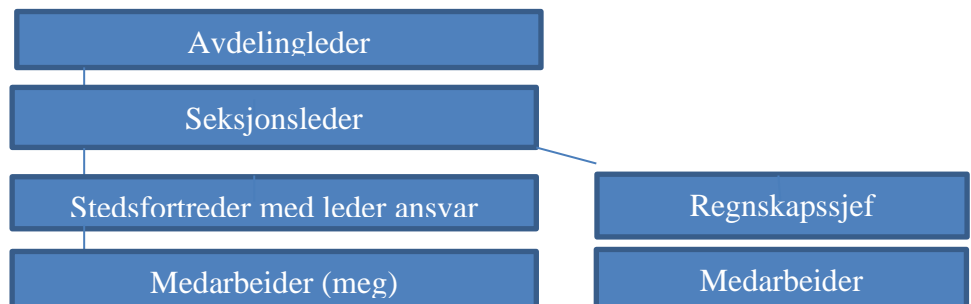 Avdelingleder
Seksjonsleder
Stedsfortreder med leder ansvar
Regnskapssjef
Medarbeider (meg)
Medarbeider